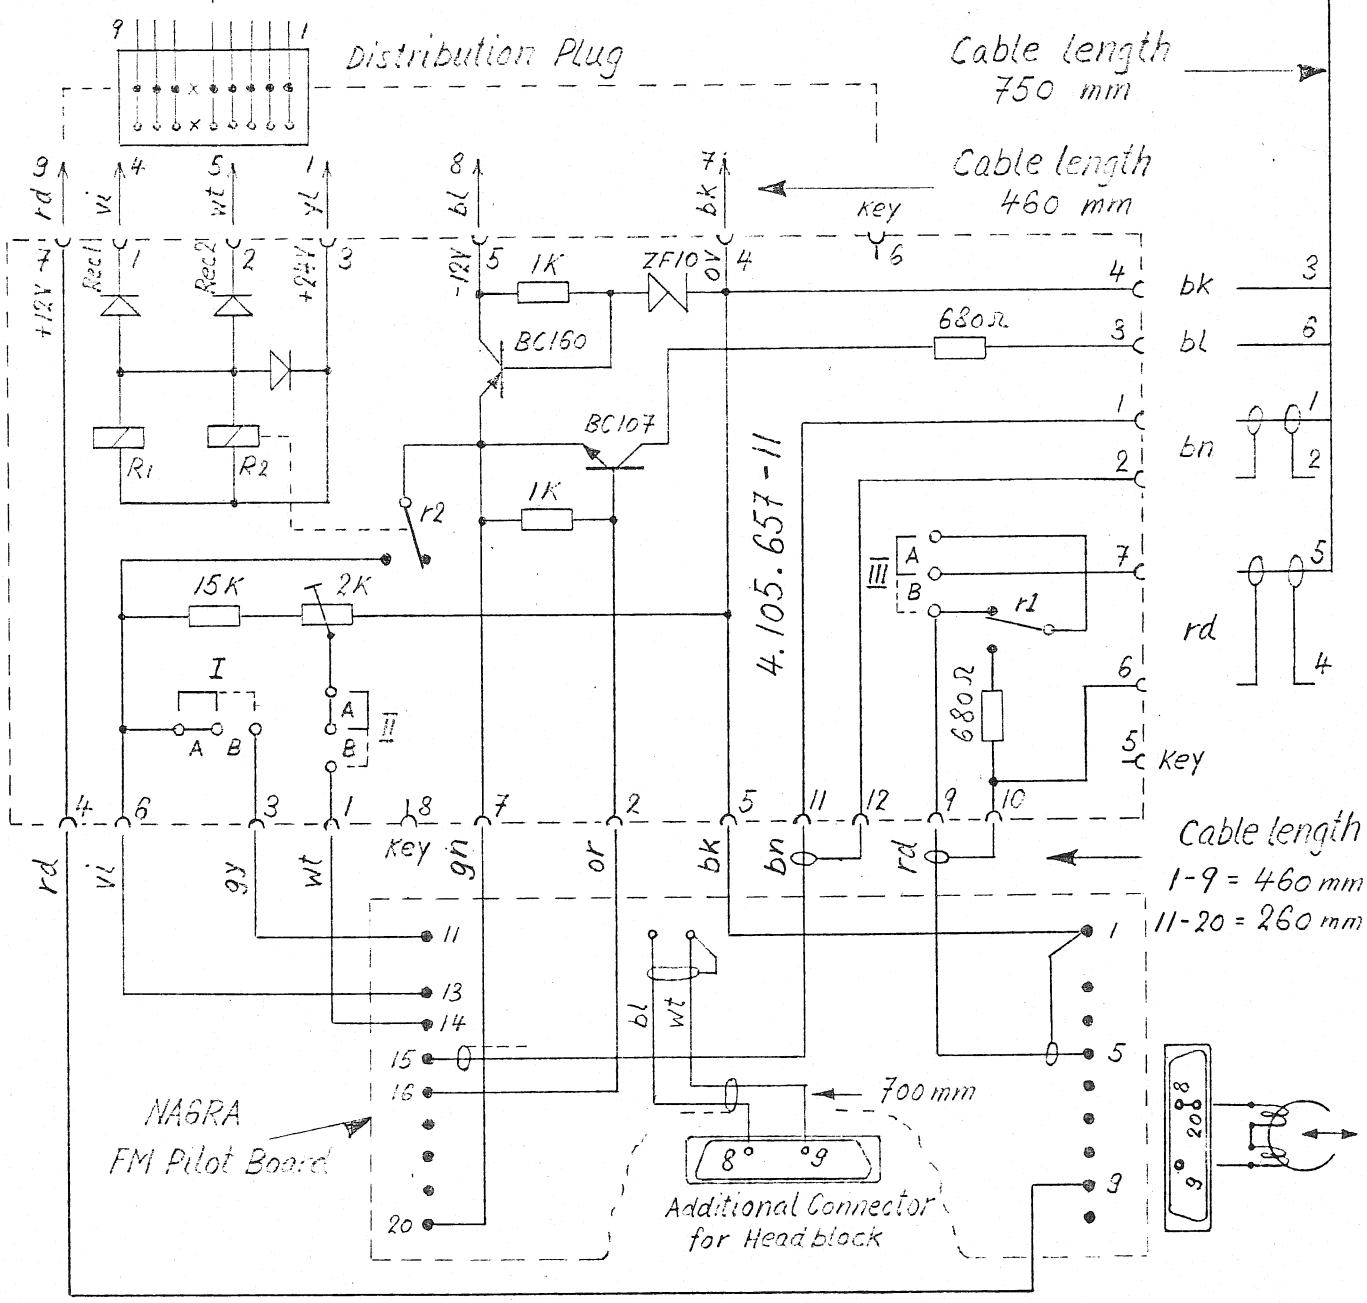 9 1
Distribution Plug
Cable length
750 mm
x
x
9 4 5 1 8 7
Cable length
460 mm
rd vi wt yl bl bk
key
7 1 2 3 5 4 6
+12V Rec1 Rec2 +24V -12V 0V
1K
ZF10
4 bk 3
BC160
680Ω
3 bl 6
BC107
1 1
bn
2 2
R1 R2
1K
r2
4.105.657-11
III A B
7 5
15K 2K
r1
rd
6 4
I
A B
A II B
680Ω
5 key
4 6 3 1 8 7 2 5 11 12 9 10
key
rd vi gy wt gn or bk bn rd
Cable length
1-9 = 460 mm
11-20 = 260 mm
11
1
13
14
bl wt
15
5
16
700 mm
NAGRA
FM Pilot Board
8
20
9
8 9
9
20
Additional Connector
for Headblock